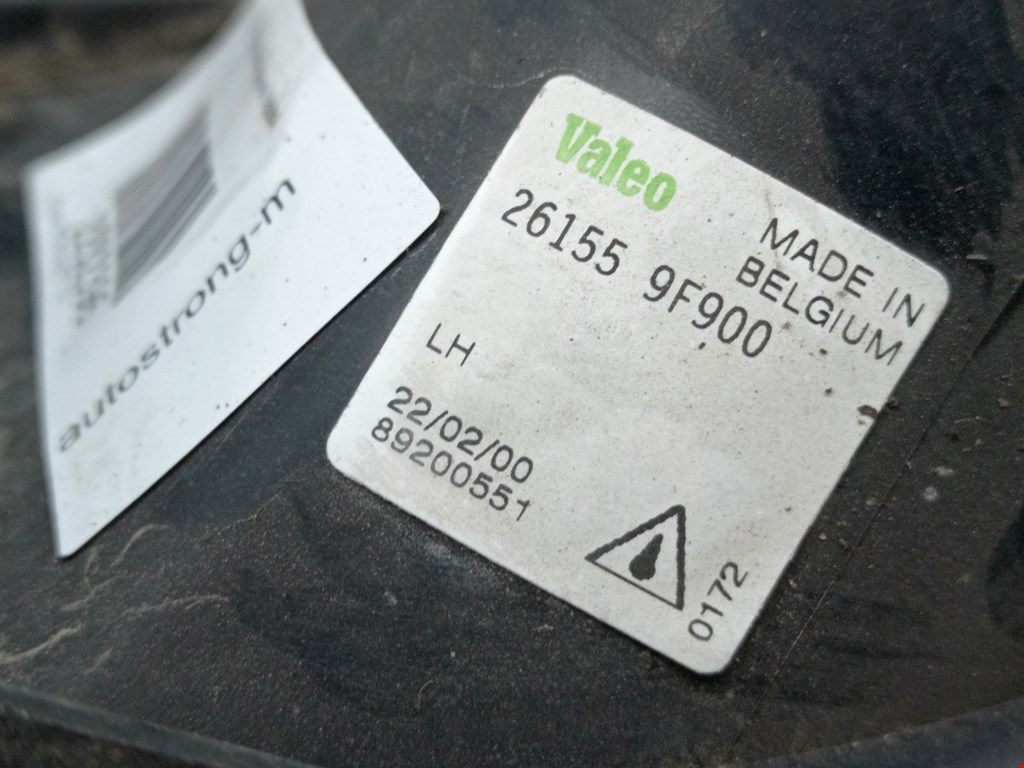 autostrong-m
Valeo
MADE IN
BELGIUM
26155 9F900
LH
22/02/00
89200551
0172